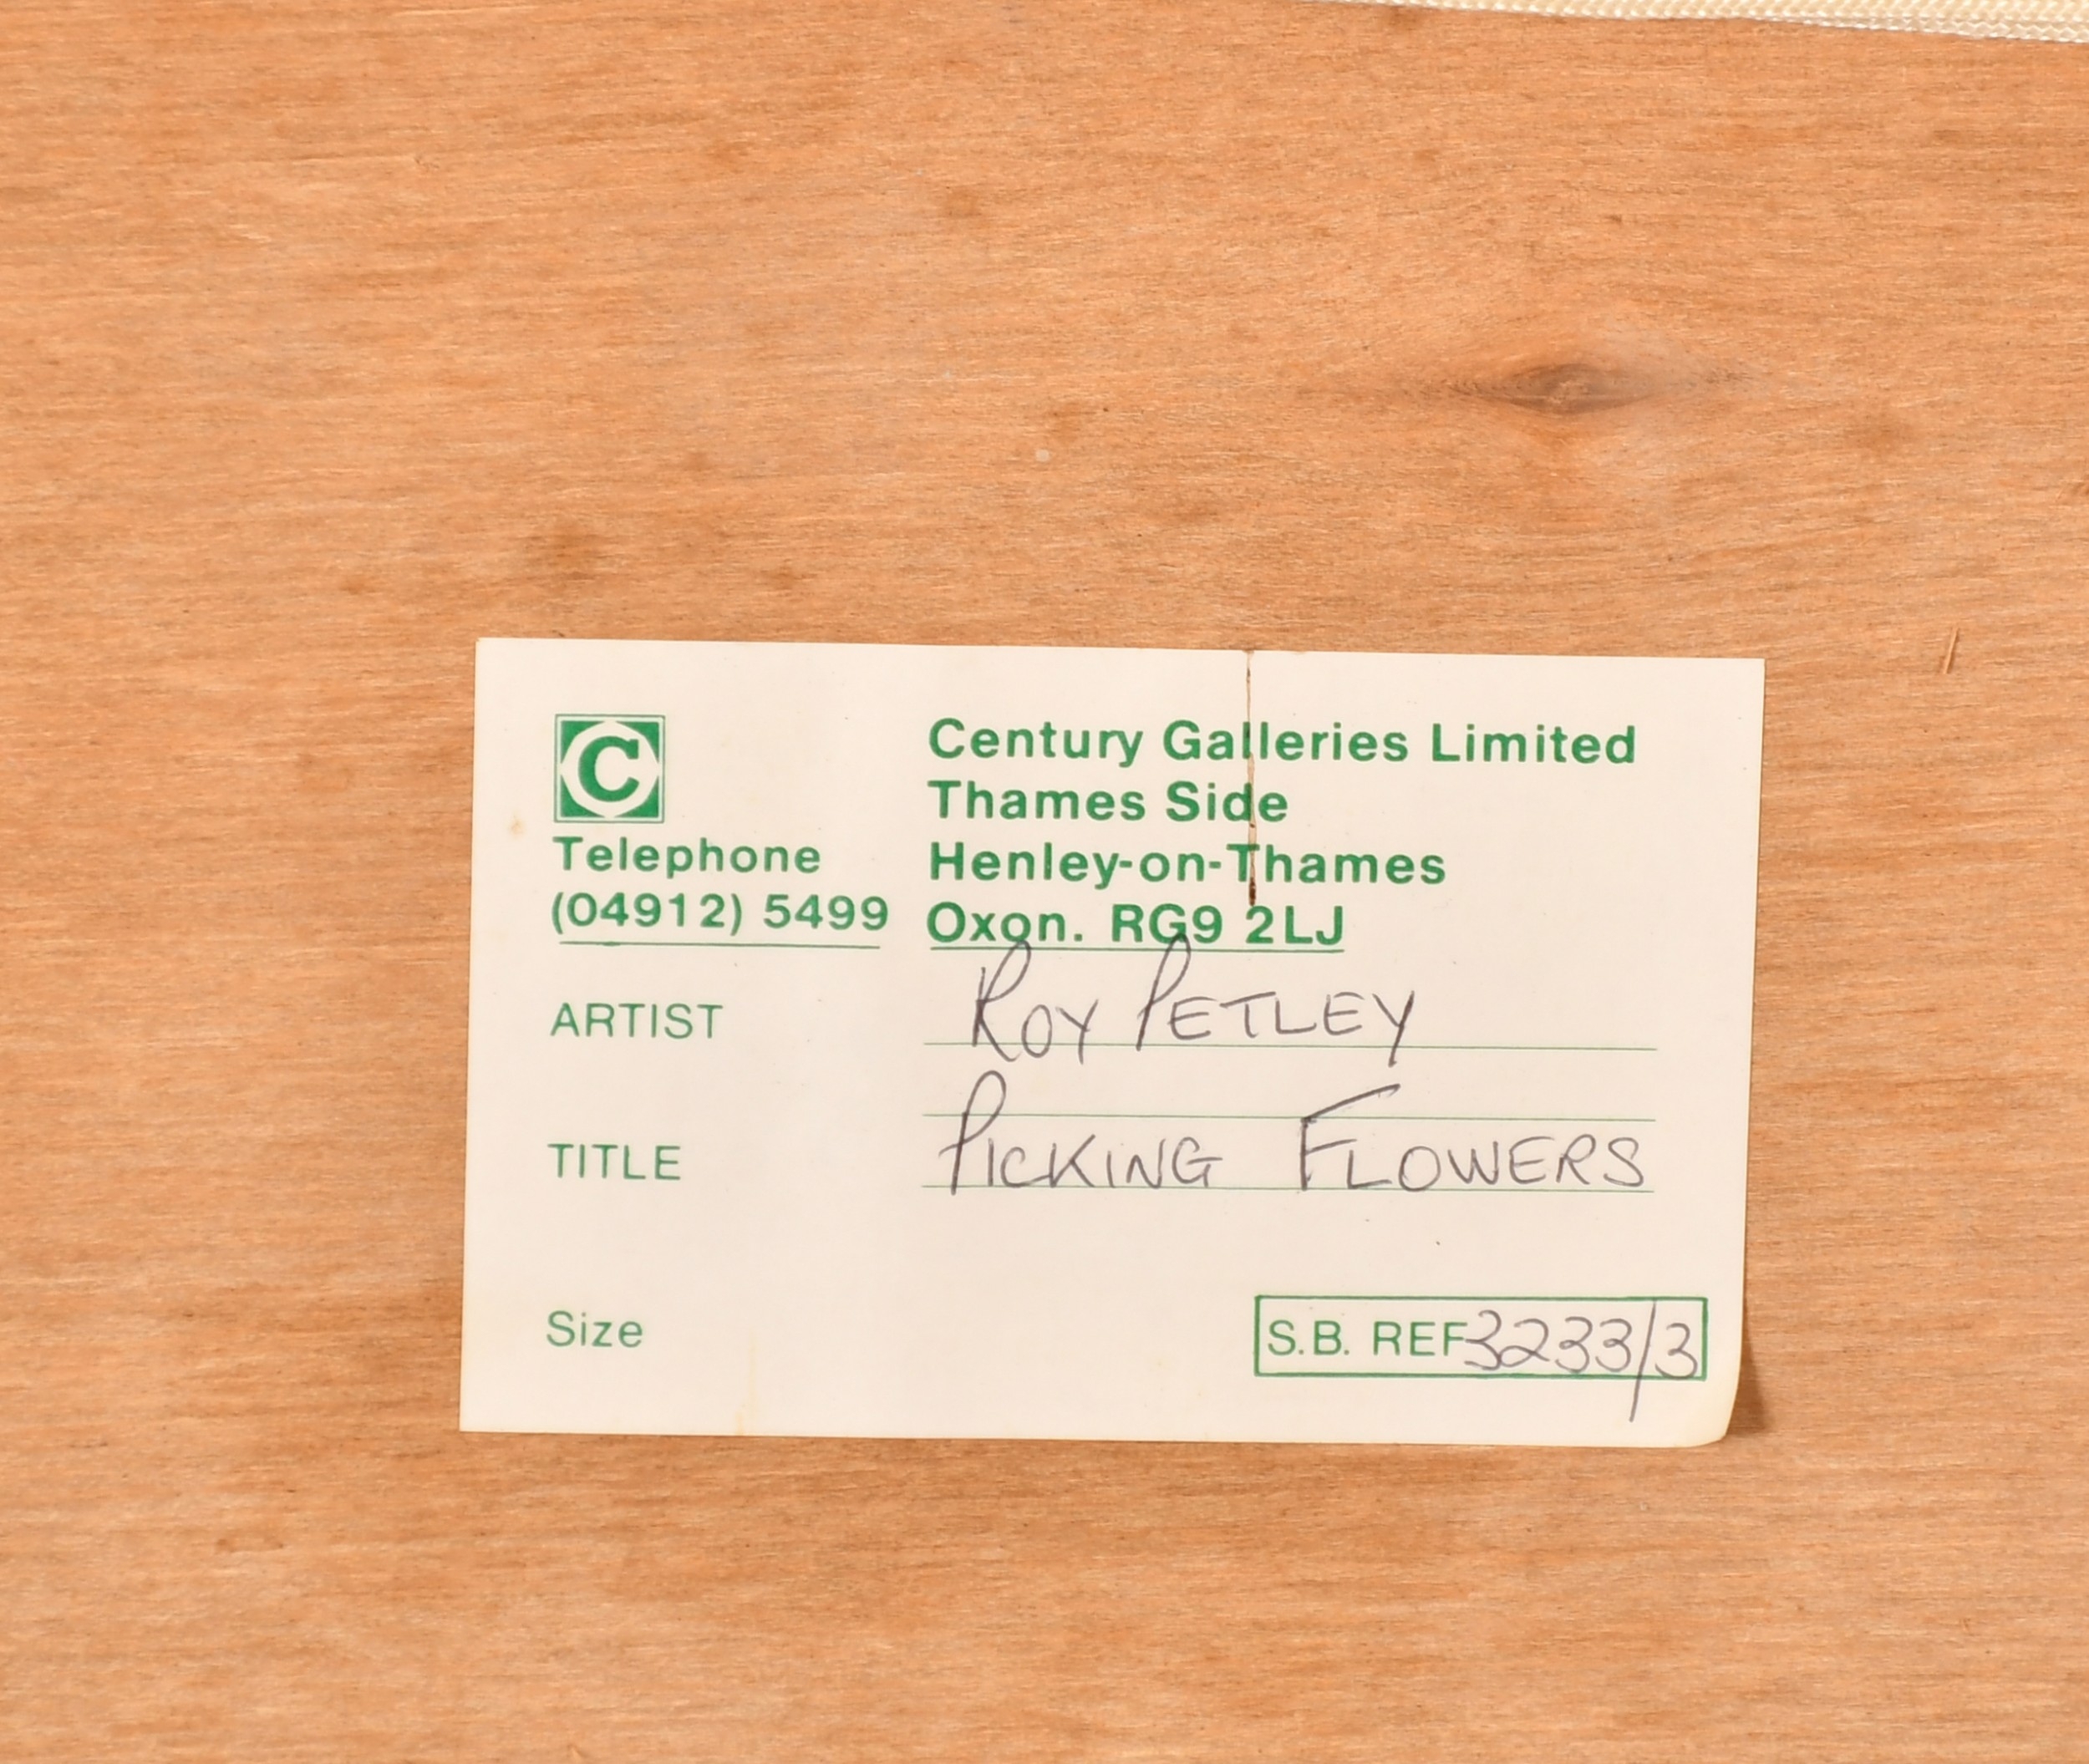 C
Century Galleries Limited
Thames Side
Telephone
Henley-on-Thames
(04912) 5499
Oxon. RG9 2LJ
ARTIST ROY PETLEY
TITLE PICKING FLOWERS
Size
S.B. REF 3233/3